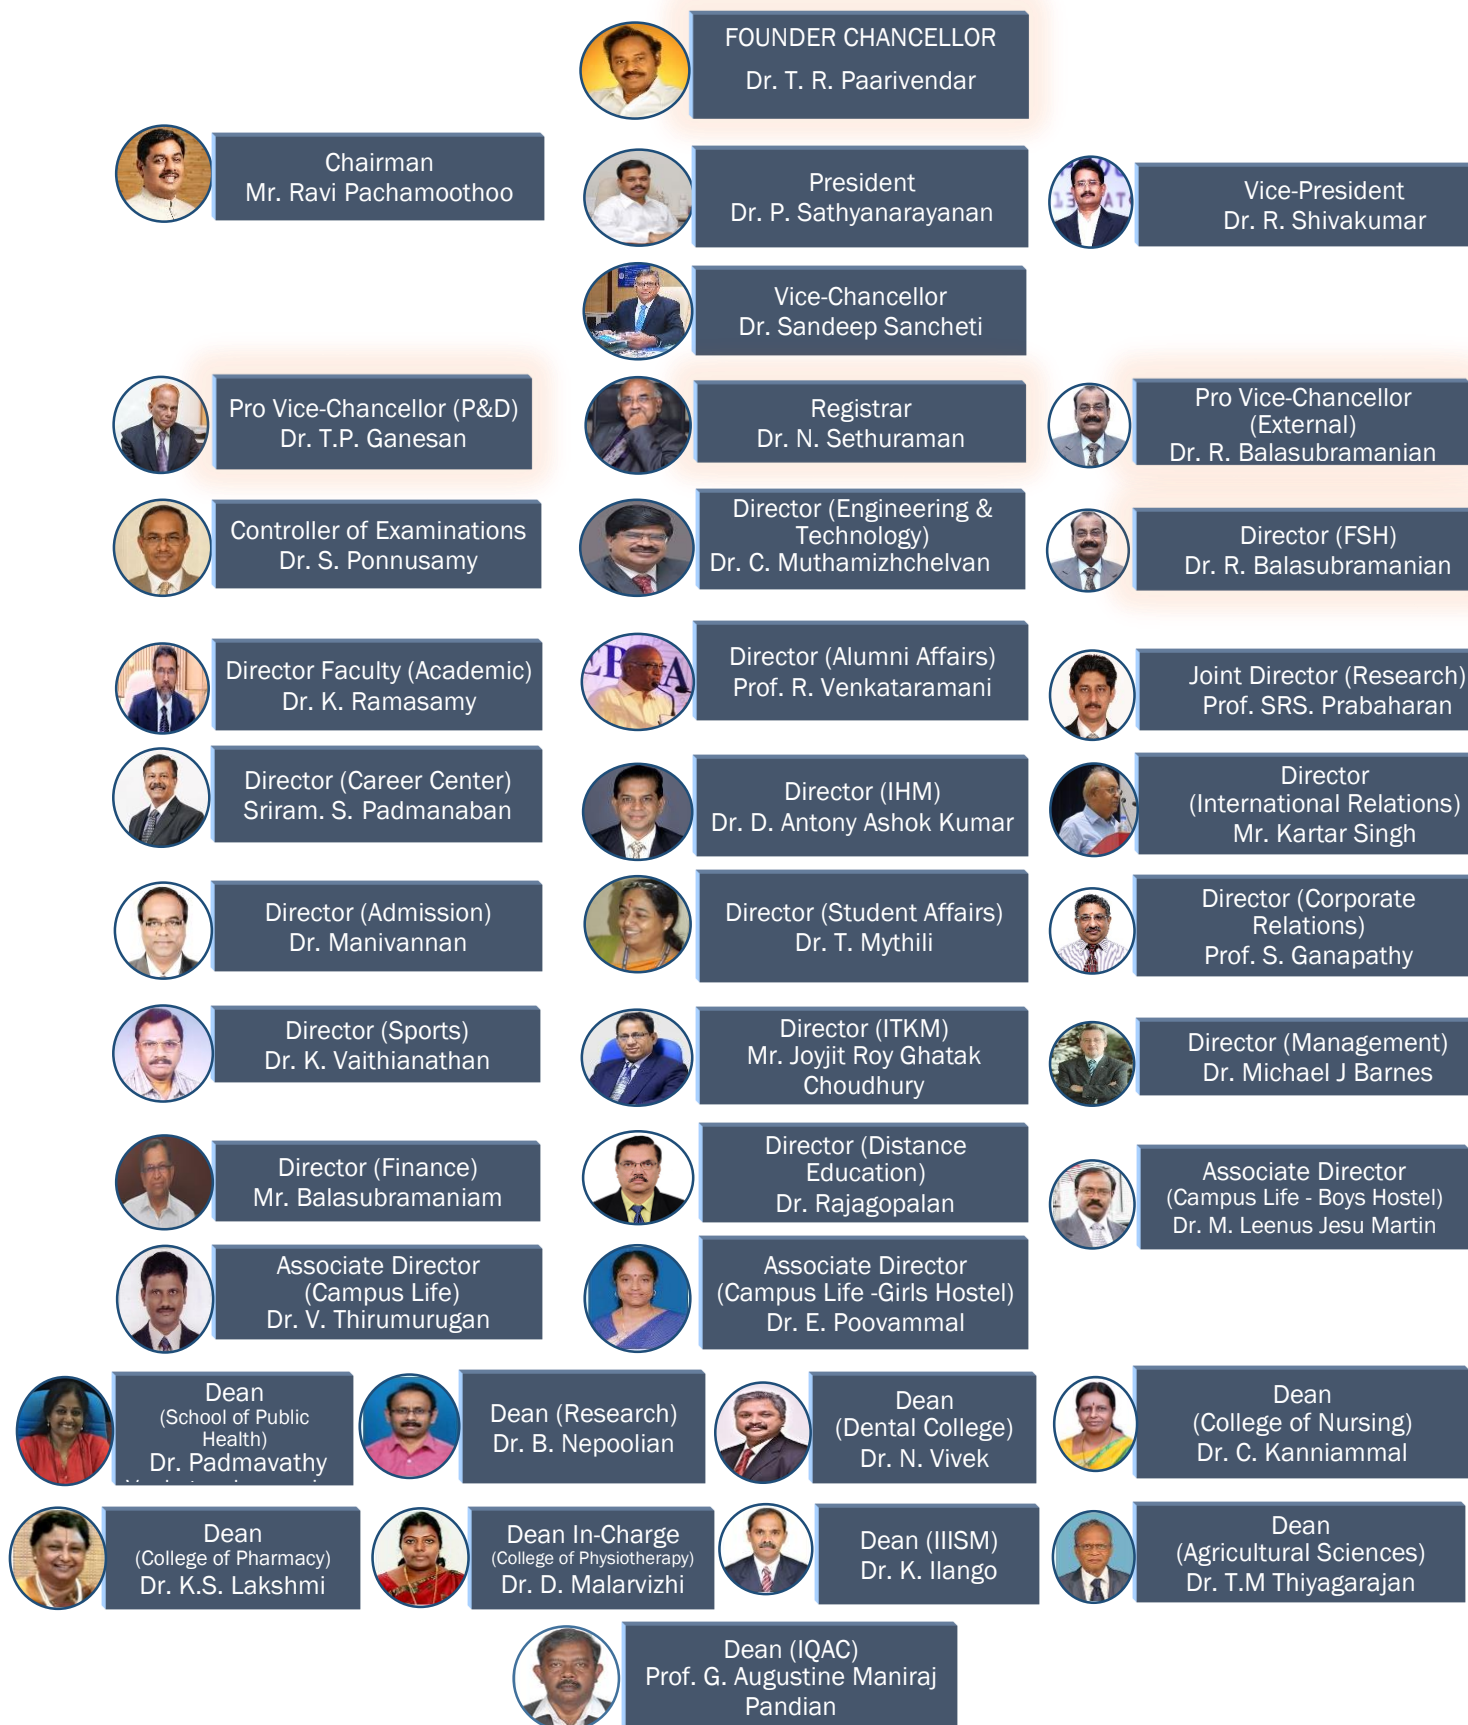 FOUNDER CHANCELLOR
Dr. T. R. Paarivendar
Chairman
Mr. Ravi Pachamoothoo
President
Dr. P. Sathyanarayanan
Vice-President
Dr. R. Shivakumar
Vice-Chancellor
Dr. Sandeep Sancheti
Pro Vice-Chancellor (P&D)
Dr. T.P. Ganesan
Registrar
Dr. N. Sethuraman
Pro Vice-Chancellor
(External)
Dr. R. Balasubramanian
Controller of Examinations
Dr. S. Ponnusamy
Director (Engineering &
Technology)
Dr. C. Muthamizhchelvan
Director (FSH)
Dr. R. Balasubramanian
Director Faculty (Academic)
Dr. K. Ramasamy
Director (Alumni Affairs)
Prof. R. Venkataramani
Joint Director (Research)
Prof. SRS. Prabaharan
Director (Career Center)
Sriram. S. Padmanaban
Director (IHM)
Dr. D. Antony Ashok Kumar
Director
(International Relations)
Mr. Kartar Singh
Director (Admission)
Dr. Manivannan
Director (Student Affairs)
Dr. T. Mythili
Director (Corporate
Relations)
Prof. S. Ganapathy
Director (Sports)
Dr. K. Vaithianathan
Director (ITKM)
Mr. Joyjit Roy Ghatak
Choudhury
Director (Management)
Dr. Michael J Barnes
Director (Finance)
Mr. Balasubramaniam
Director (Distance
Education)
Dr. Rajagopalan
Associate Director
(Campus Life - Boys Hostel)
Dr. M. Leenus Jesu Martin
Associate Director
(Campus Life)
Dr. V. Thirumurugan
Associate Director
(Campus Life -Girls Hostel)
Dr. E. Poovammal
Dean
(School of Public
Health)
Dr. Padmavathy
Dean (Research)
Dr. B. Nepoolian
Dean
(Dental College)
Dr. N. Vivek
Dean
(College of Nursing)
Dr. C. Kanniammal
Dean
(College of Pharmacy)
Dr. K.S. Lakshmi
Dean In-Charge
(College of Physiotherapy)
Dr. D. Malarvizhi
Dean (IIISM)
Dr. K. Ilango
Dean
(Agricultural Sciences)
Dr. T.M Thiyagarajan
Dean (IQAC)
Prof. G. Augustine Maniraj
Pandian